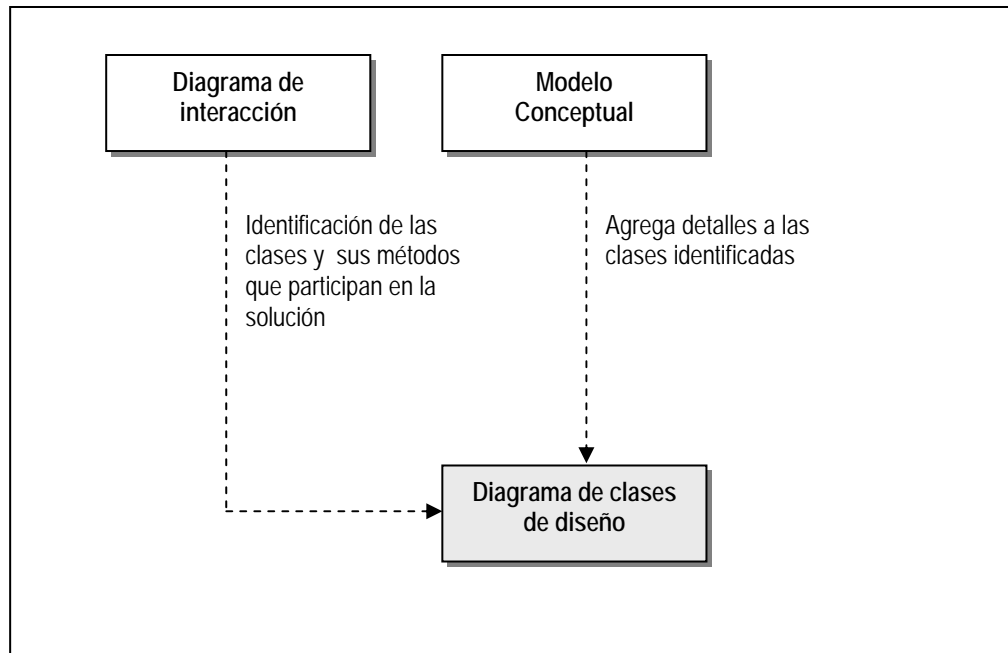 Diagrama de
interacción
Modelo
Conceptual
Identificación de las
clases y sus métodos
que participan en la
solución
Agrega detalles a las
clases identificadas
Diagrama de clases
de diseño